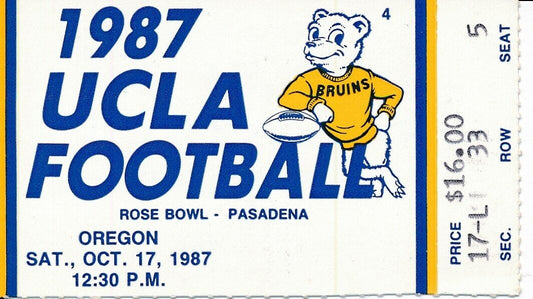 1987
UCLA
FOOTBALL
4
BRUINS
ROSE BOWL - PASADENA
OREGON
SAT., OCT. 17, 1987
12:30 P.M.
PRICE $16.00
SEC. 17-L
ROW 33
SEAT 5